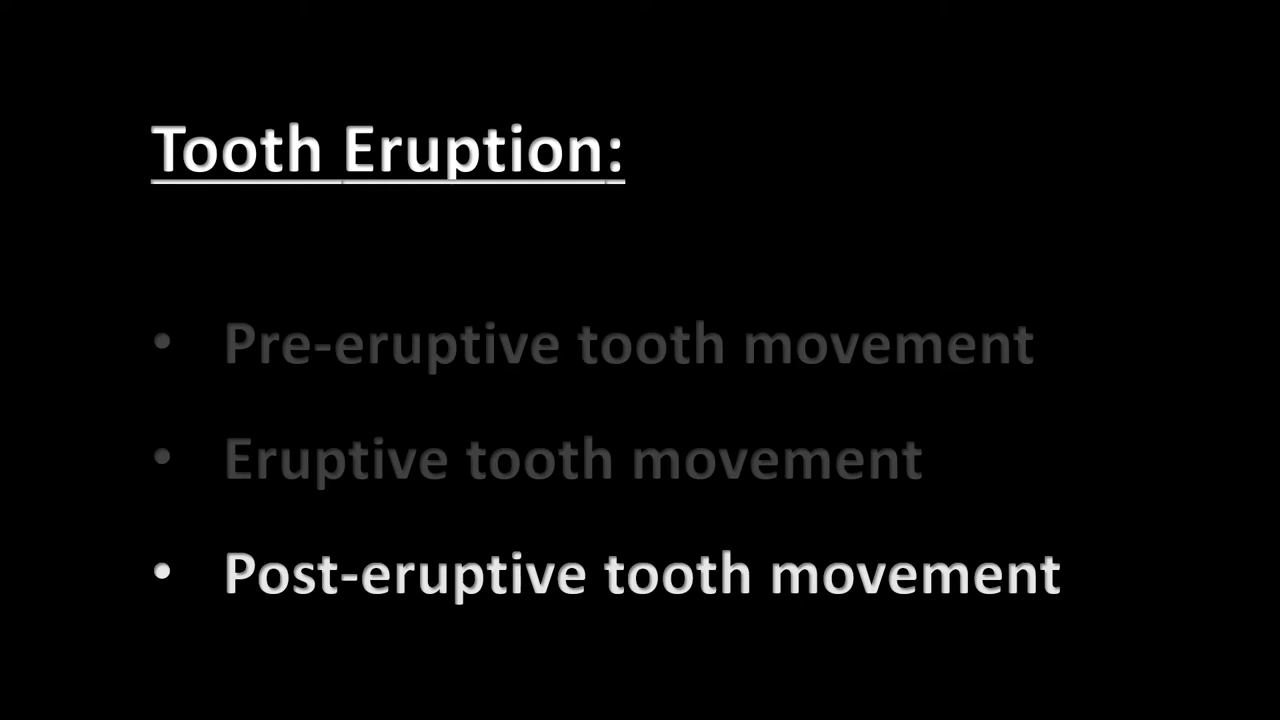 Tooth Eruption:
• Pre-eruptive tooth movement
• Eruptive tooth movement
• Post-eruptive tooth movement